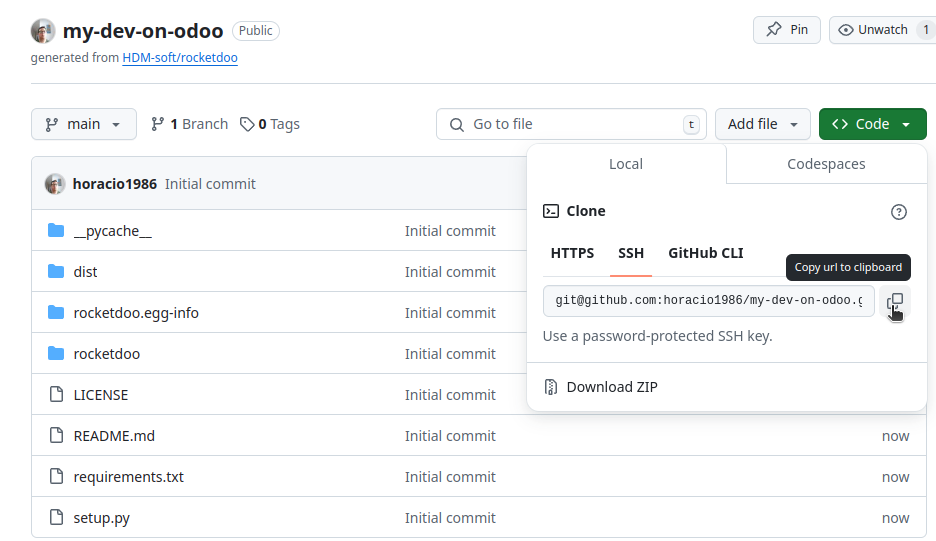 my-dev-on-odoo Public Pin Unwatch 1
generated from HDM-soft/rocketdoo
main 1 Branch 0 Tags Go to file t Add file <> Code
Local Codespaces
horacio1986 Initial commit
Clone
__pycache__ Initial commit
HTTPS SSH GitHub CLI
Copy url to clipboard
dist Initial commit
git@github.com:horacio1986/my-dev-on-odoo.g
rocketdoo.egg-info Initial commit
Use a password-protected SSH key.
rocketdoo Initial commit
Download ZIP
LICENSE Initial commit
README.md Initial commit now
requirements.txt Initial commit now
setup.py Initial commit now